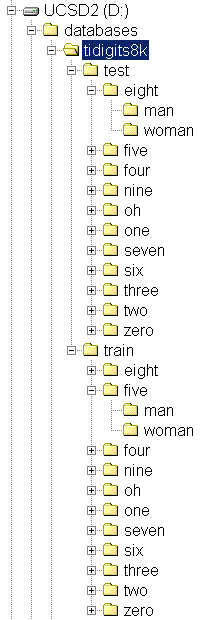 UCSD2 (D:)
databases
tidigits8k
test
eight
man
woman
five
four
nine
oh
one
seven
six
three
two
zero
train
eight
five
man
woman
four
nine
oh
one
seven
six
three
two
zero